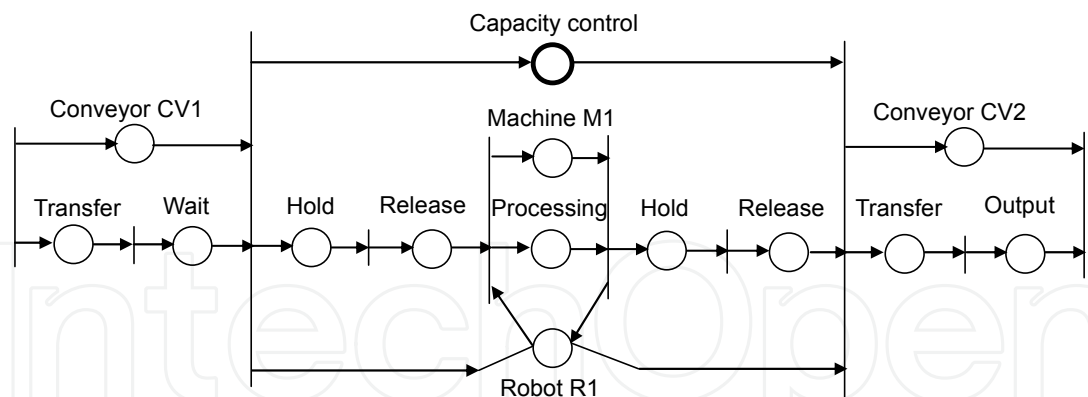 Capacity control
Conveyor CV1
Machine M1
Conveyor CV2
Transfer
Wait
Hold
Release
Processing
Hold
Release
Transfer
Output
Robot R1
IntechOpen